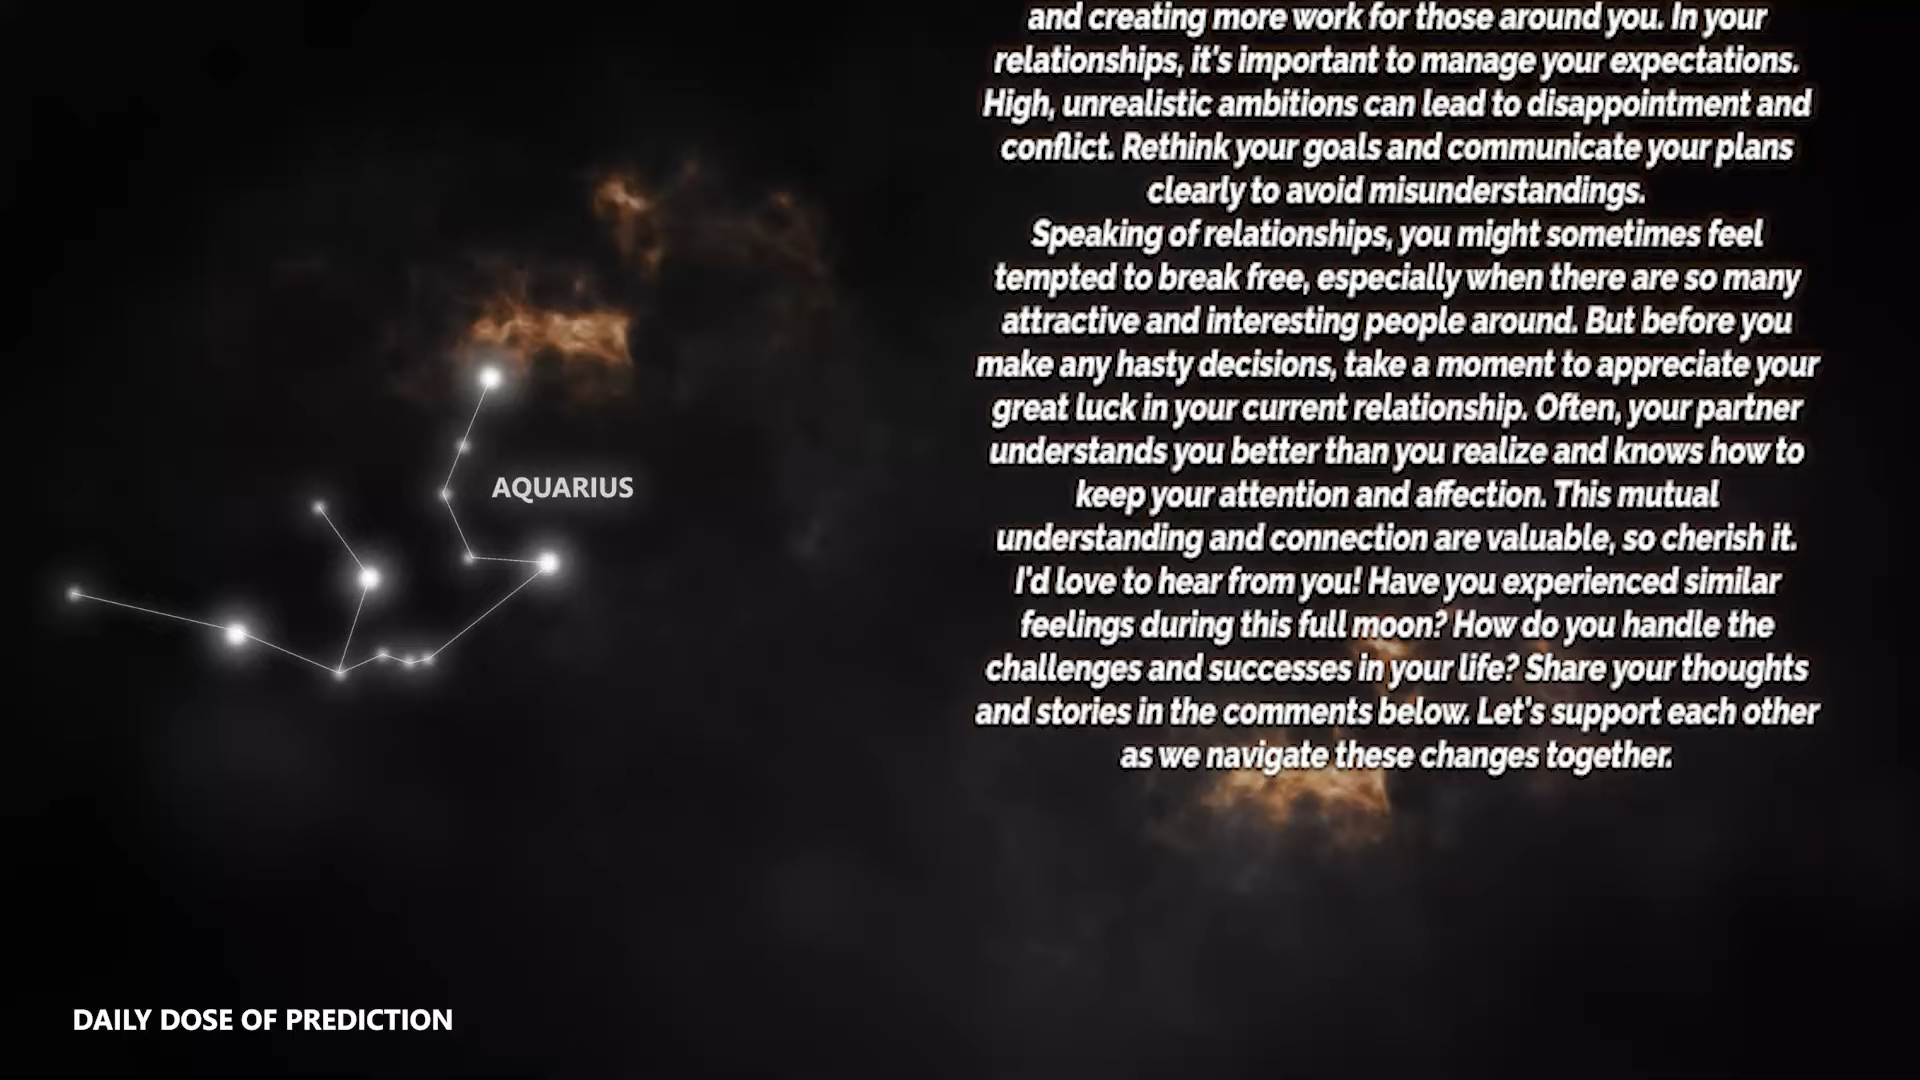 and creating more work for those around you. In your
relationships, it's important to manage your expectations.
High, unrealistic ambitions can lead to disappointment and
conflict. Rethink your goals and communicate your plans
clearly to avoid misunderstandings.
Speaking of relationships, you might sometimes feel
tempted to break free, especially when there are so many
attractive and interesting people around. But before you
make any hasty decisions, take a moment to appreciate your
great luck in your current relationship. Often, your partner
understands you better than you realize and knows how to
keep your attention and affection. This mutual
understanding and connection are valuable, so cherish it.
I'd love to hear from you! Have you experienced similar
feelings during this full moon? How do you handle the
challenges and successes in your life? Share your thoughts
and stories in the comments below. Let's support each other
as we navigate these changes together.
AQUARIUS
DAILY DOSE OF PREDICTION